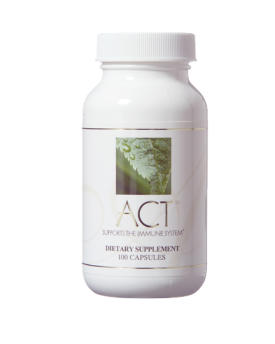 ACT
SUPPORTS THE IMMUNE SYSTEM*
DIETARY SUPPLEMENT
100 CAPSULES